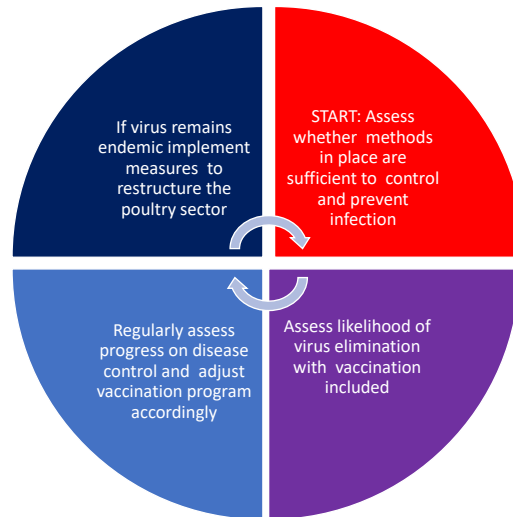 If virus remains
endemic implement
measures to
restructure the
poultry sector
START: Assess
whether methods
in place are
sufficient to control
and prevent
infection
Regularly assess
progress on disease
control and adjust
vaccination program
accordingly
Assess likelihood of
virus elimination
with vaccination
included